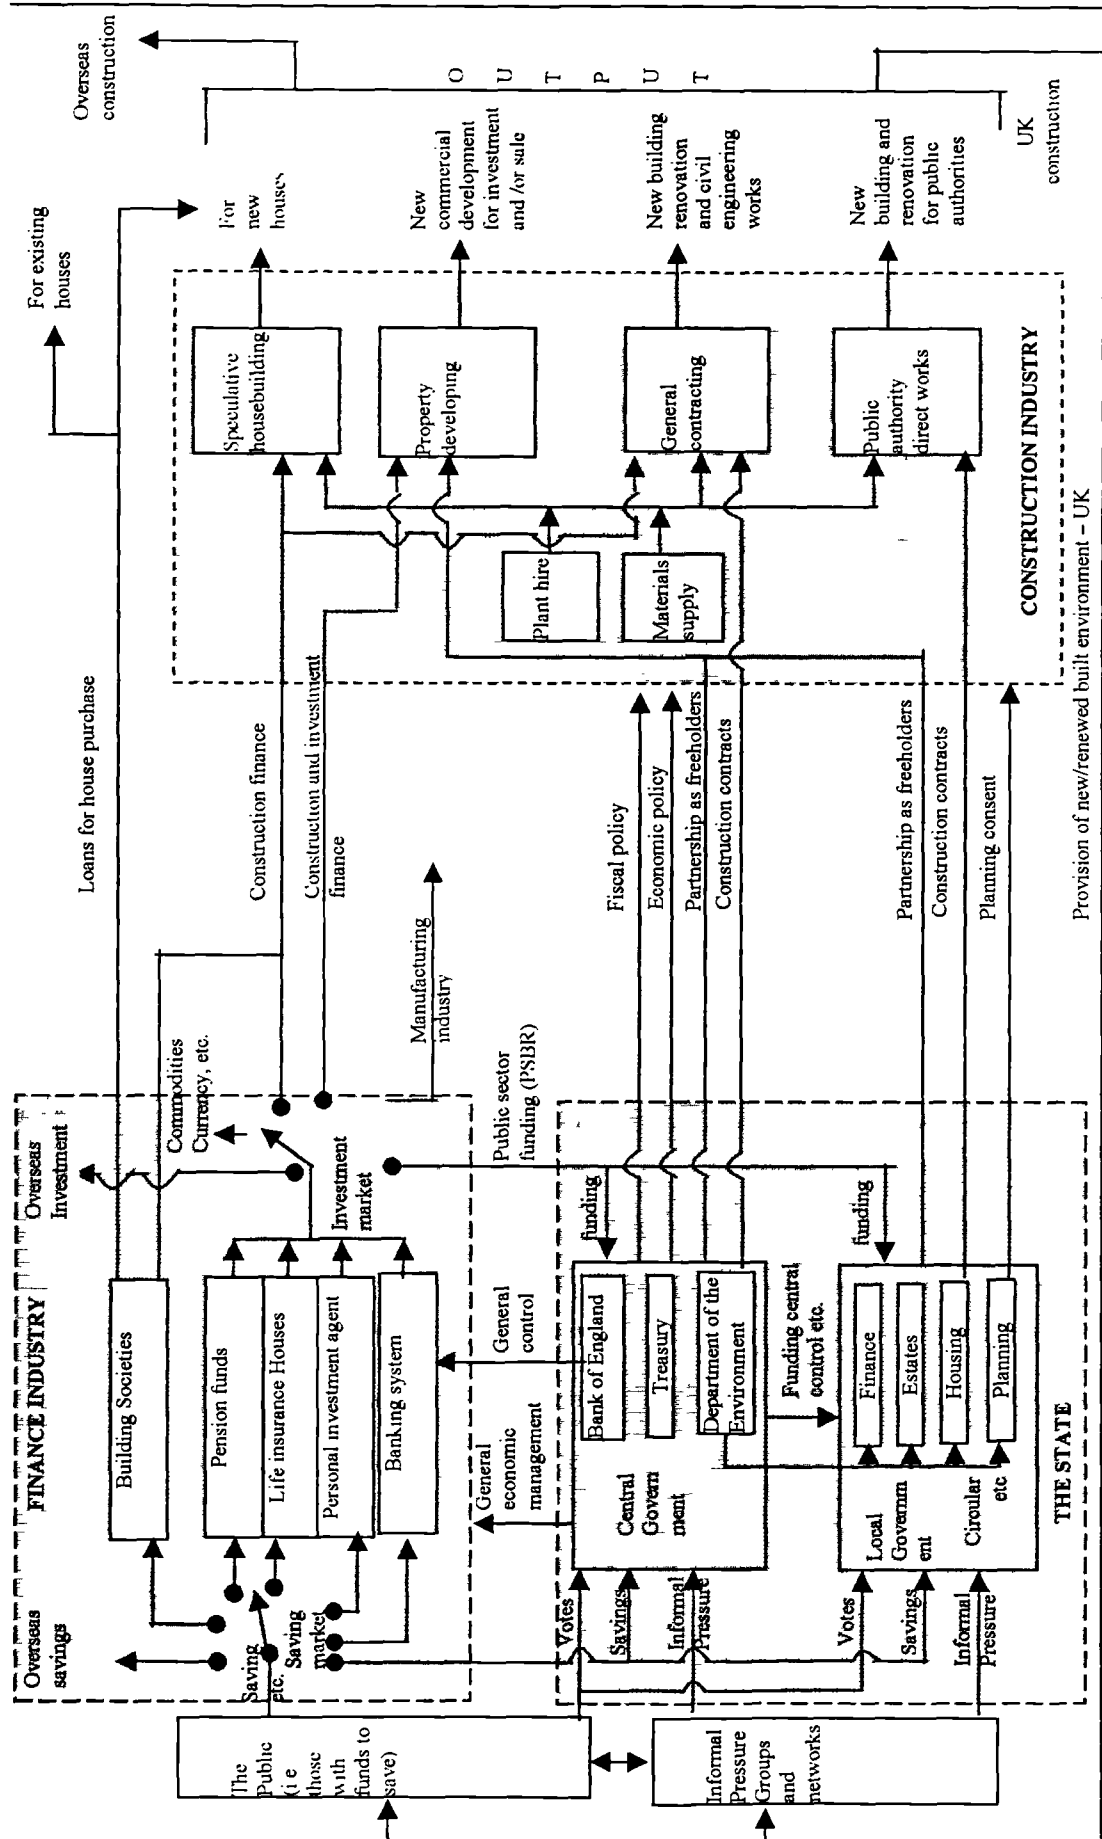 The
Public
(i e
those
with
funds to
save)
Informal
Pressure
Groups
and
networks
FINANCE INDUSTRY
Overseas
savings
Saving
etc.
Saving
market
Building Societies
Pension funds
Life insurance Houses
Personal investment agent
Banking system
Overseas
Investment
Commodities
Currency, etc.
Investment
market
Loans for house purchase
Construction finance
Construction and investment
finance
Manufacturing
industry
Public sector
funding (PSBR)
General
control
General
economic
management
THE STATE
Votes
Savings
Informal
Pressure
Central
Govern
ment
Bank of England
Treasury
Department of the
Environment
funding
Funding central
control etc.
Votes
Savings
Informal
Pressure
Local
Governm
ent
Circular
etc
Finance
Estates
Housing
Planning
funding
Fiscal policy
Economic policy
Partnership as freeholders
Construction contracts
Partnership as freeholders
Construction contracts
Planning consent
CONSTRUCTION INDUSTRY
Plant hire
Materials
supply
Speculative
housebuilding
Property
developing
General
contracting
Public
authority
direct works
For existing
houses
For
new
houses
New
commercial
development
for investment
and /or sale
New building
renovation
and civil
engineering
works
New
building and
renovation
for public
authorities
Overseas
construction
OUTPUT
UK
construction
Provision of new/renewed built environment – UK